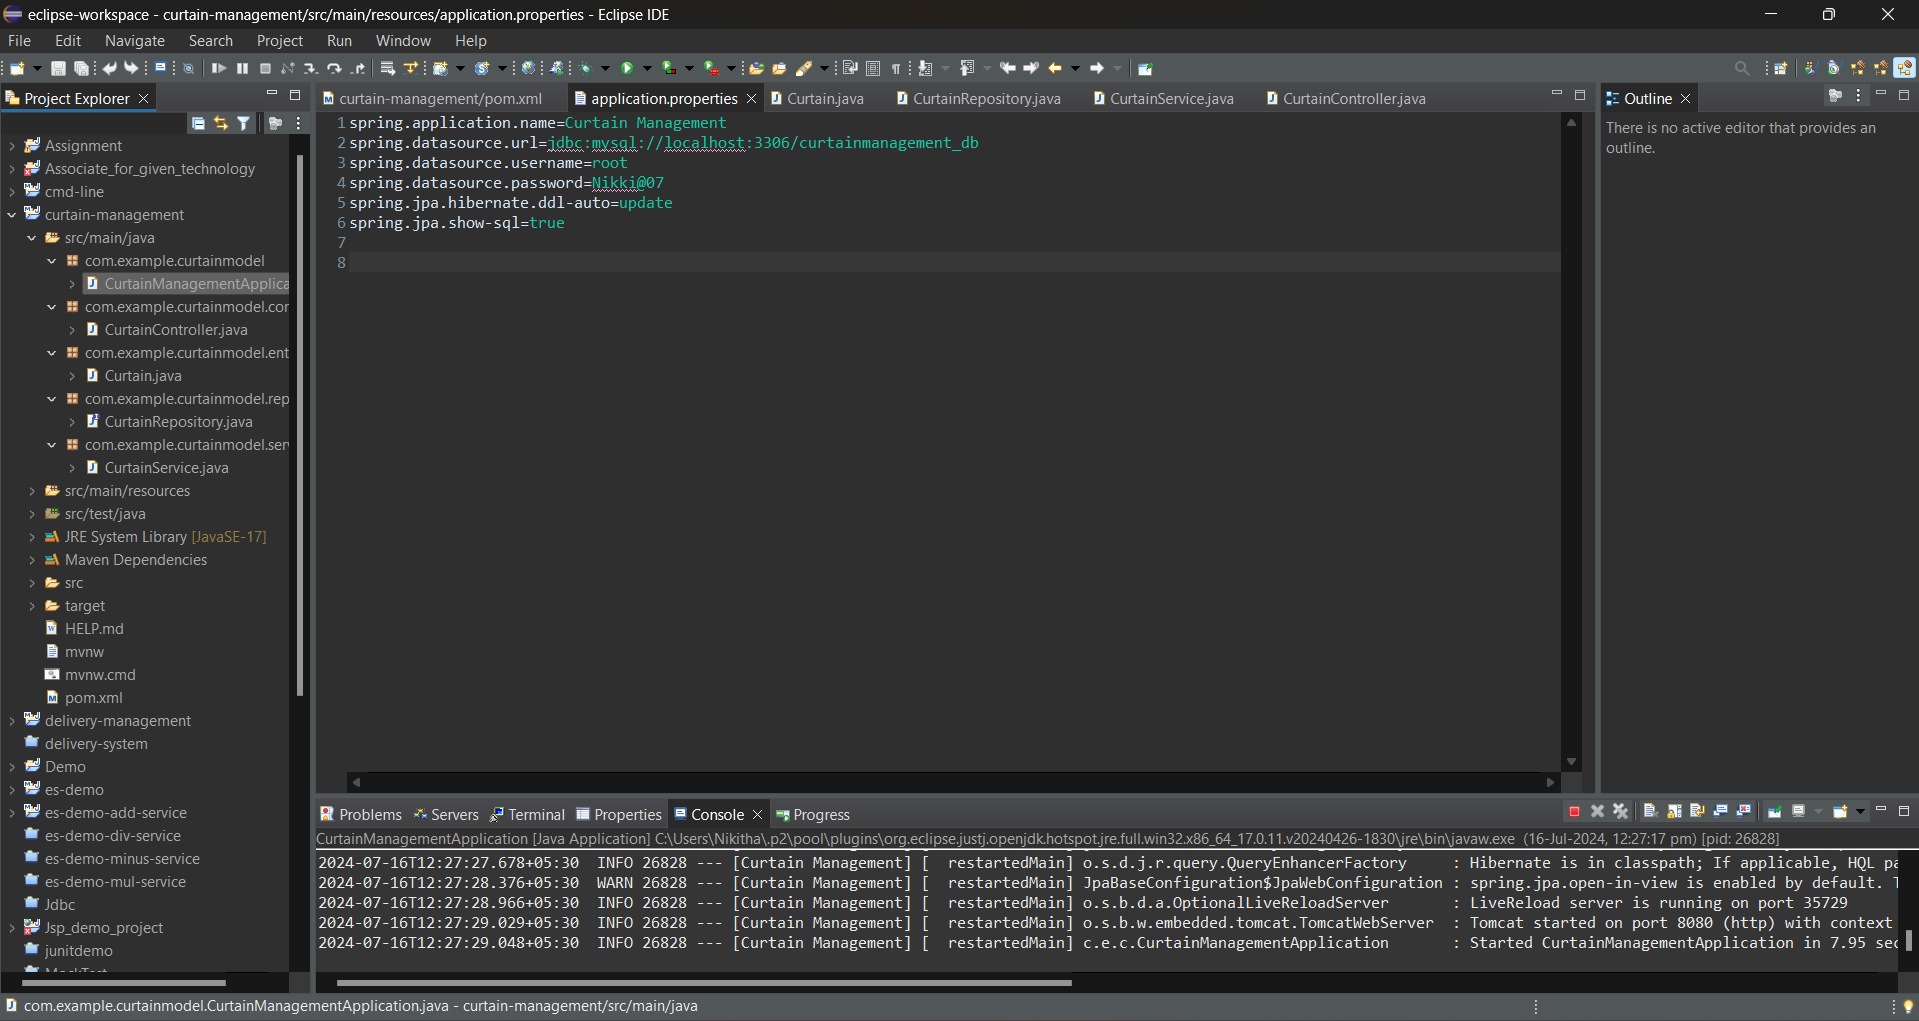 eclipse-workspace - curtain-management/src/main/resources/application.properties - Eclipse IDE
File Edit Navigate Search Project Run Window Help
Project Explorer
Assignment
Associate_for_given_technology
cmd-line
curtain-management
src/main/java
com.example.curtainmodel
CurtainManagementApplica
com.example.curtainmodel.cor
CurtainController.java
com.example.curtainmodel.ent
Curtain.java
com.example.curtainmodel.rep
CurtainRepository.java
com.example.curtainmodel.ser
CurtainService.java
src/main/resources
src/test/java
JRE System Library [JavaSE-17]
Maven Dependencies
src
target
HELP.md
mvnw
mvnw.cmd
pom.xml
delivery-management
delivery-system
Demo
es-demo
es-demo-add-service
es-demo-div-service
es-demo-minus-service
es-demo-mul-service
Jdbc
Jsp_demo_project
junitdemo
curtain-management/pom.xml application.properties Curtain.java CurtainRepository.java CurtainService.java CurtainController.java
1 spring.application.name=Curtain Management
2 spring.datasource.url=jdbc:mysql://localhost:3306/curtainmanagement_db
3 spring.datasource.username=root
4 spring.datasource.password=Nikki@07
5 spring.jpa.hibernate.ddl-auto=update
6 spring.jpa.show-sql=true
7
8
Outline
There is no active editor that provides an
outline.
Problems Servers Terminal Properties Console Progress
CurtainManagementApplication [Java Application] C:\Users\Nikitha\.p2\pool\plugins\org.eclipse.justj.openjdk.hotspot.jre.full.win32.x86_64_17.0.11.v20240426-1830\jre\bin\javaw.exe (16-Jul-2024, 12:27:17 pm) [pid: 26828]
2024-07-16T12:27:27.678+05:30 INFO 26828 --- [Curtain Management] [ restartedMain] o.s.d.j.r.query.QueryEnhancerFactory : Hibernate is in classpath; If applicable, HQL pa
2024-07-16T12:27:28.376+05:30 WARN 26828 --- [Curtain Management] [ restartedMain] JpaBaseConfiguration$JpaWebConfiguration : spring.jpa.open-in-view is enabled by default. T
2024-07-16T12:27:28.966+05:30 INFO 26828 --- [Curtain Management] [ restartedMain] o.s.b.d.a.OptionalLiveReloadServer : LiveReload server is running on port 35729
2024-07-16T12:27:29.029+05:30 INFO 26828 --- [Curtain Management] [ restartedMain] o.s.b.w.embedded.tomcat.TomcatWebServer : Tomcat started on port 8080 (http) with context
2024-07-16T12:27:29.048+05:30 INFO 26828 --- [Curtain Management] [ restartedMain] c.e.c.CurtainManagementApplication : Started CurtainManagementApplication in 7.95 sec
com.example.curtainmodel.CurtainManagementApplication.java - curtain-management/src/main/java